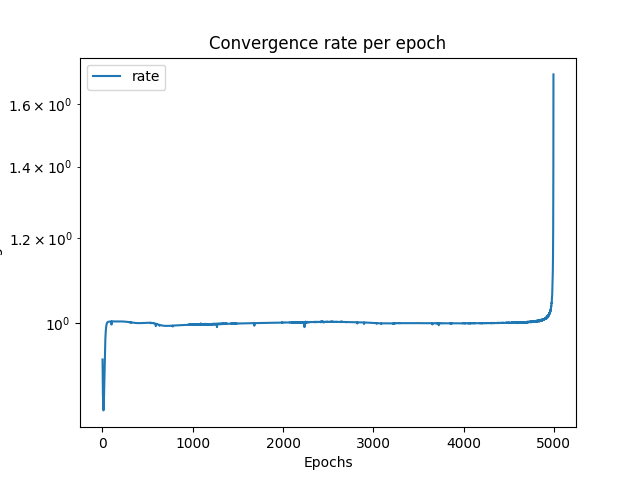 Convergence rate per epoch
rate
1.6 × 10⁰
1.4 × 10⁰
1.2 × 10⁰
10⁰
0 1000 2000 3000 4000 5000
Epochs